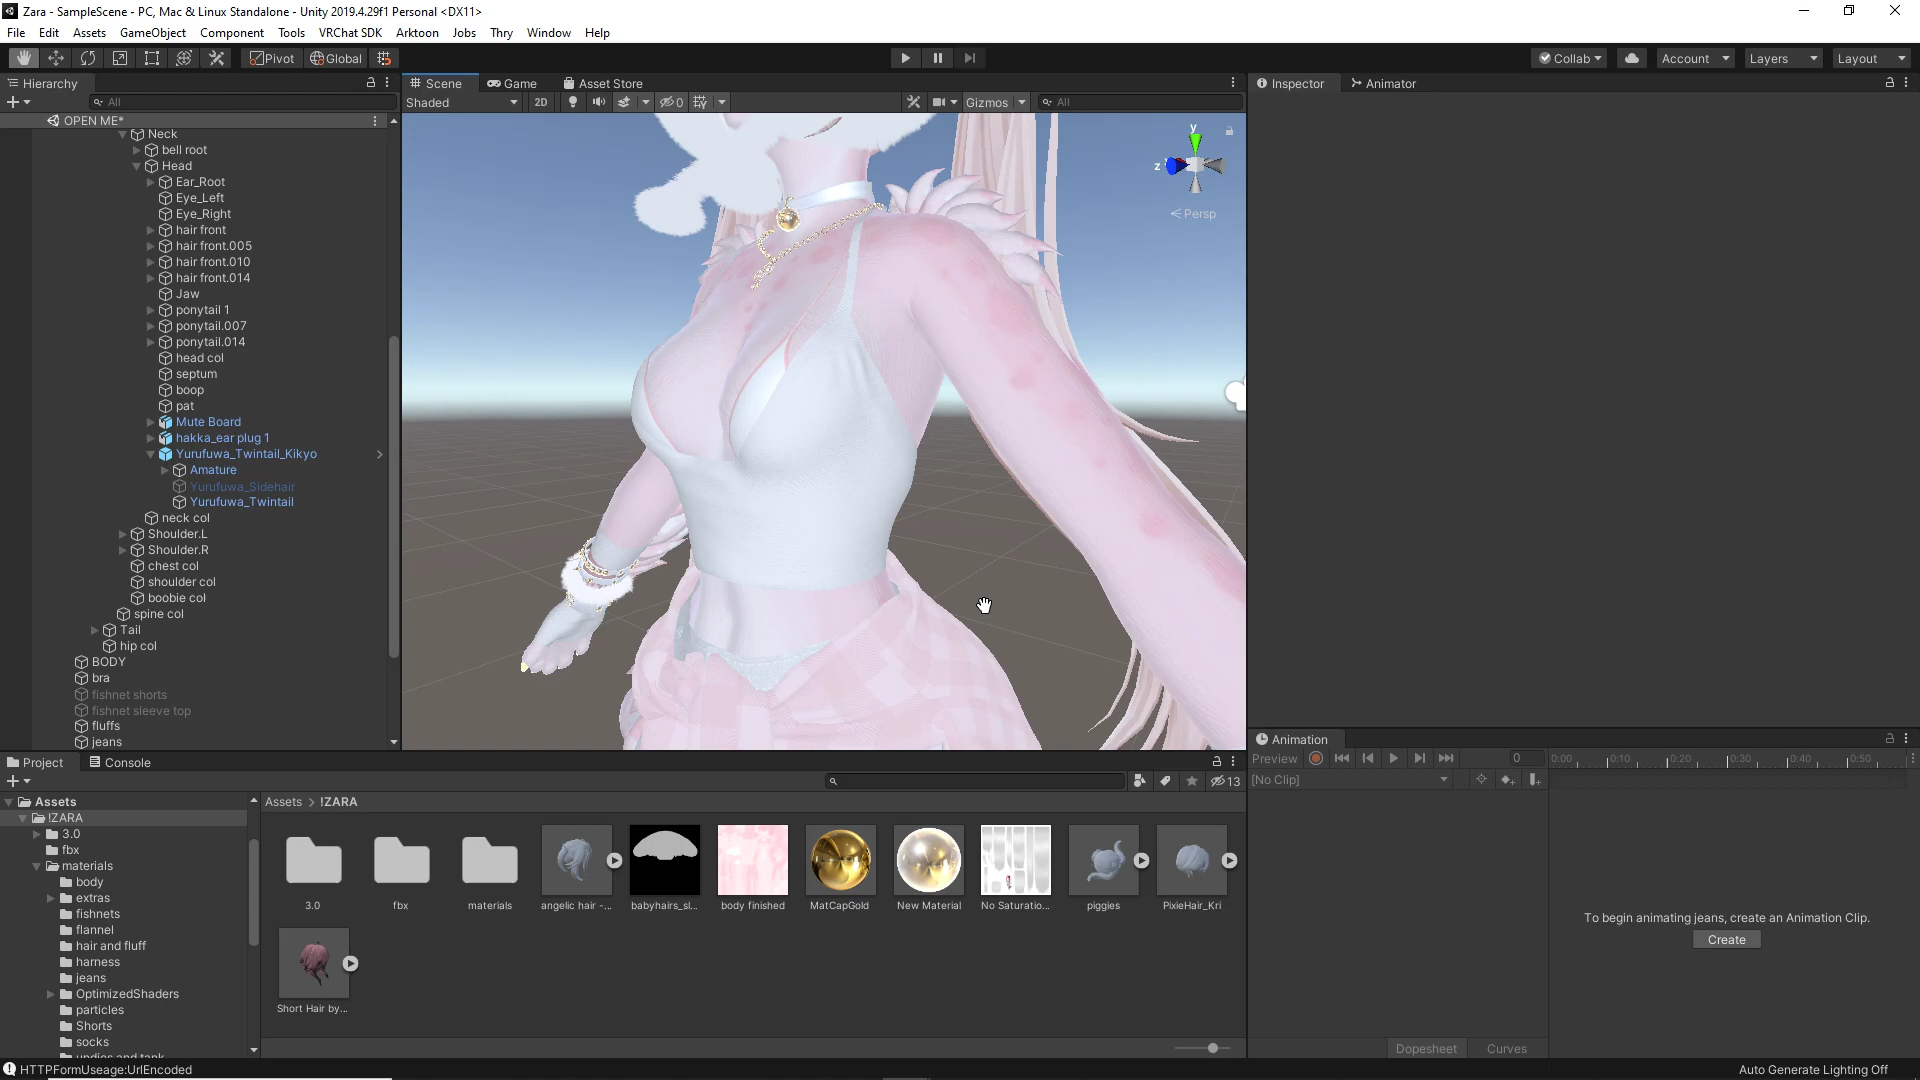 Zara - SampleScene - PC, Mac & Linux Standalone - Unity 2019.4.29f1 Personal <DX11>
File Edit Assets GameObject Component Tools VRChat SDK Arktoon Jobs Thry Window Help
Pivot Global Collab Account Layers Layout
Hierarchy Scene Game Asset Store Inspector Animator
All Shaded 2D 0 Gizmos All
OPEN ME*
Neck
bell root
Head
Ear_Root
Eye_Left
Eye_Right
hair front
hair front.005
hair front.010
hair front.014
Jaw
ponytail 1
ponytail.007
ponytail.014
head col
septum
boop
pat
Mute Board
hakka_ear plug 1
Yurufuwa_Twintail_Kikyo
Amature
Yurufuwa_Sidehair
Yurufuwa_Twintail
neck col
Shoulder.L
Shoulder.R
chest col
shoulder col
boobie col
spine col
Tail
hip col
BODY
bra
fishnet shorts
fishnet sleeve top
fluffs
jeans
y
z
Persp
Project Console
13
Assets
!ZARA
3.0
fbx
materials
body
extras
fishnets
flannel
hair and fluff
harness
jeans
OptimizedShaders
particles
Shorts
socks
undies and tank
Assets > !ZARA
3.0 fbx materials angelic hair -... babyhairs_sl... body finished MatCapGold New Material No Saturatio... piggies PixieHair_Kri
Short Hair by...
Animation
Preview 0 0:00 0:10 0:20 0:30 0:40 0:50
[No Clip]
To begin animating jeans, create an Animation Clip.
Create
Dopesheet Curves
HTTPFormUseage:UrlEncoded
Auto Generate Lighting Off